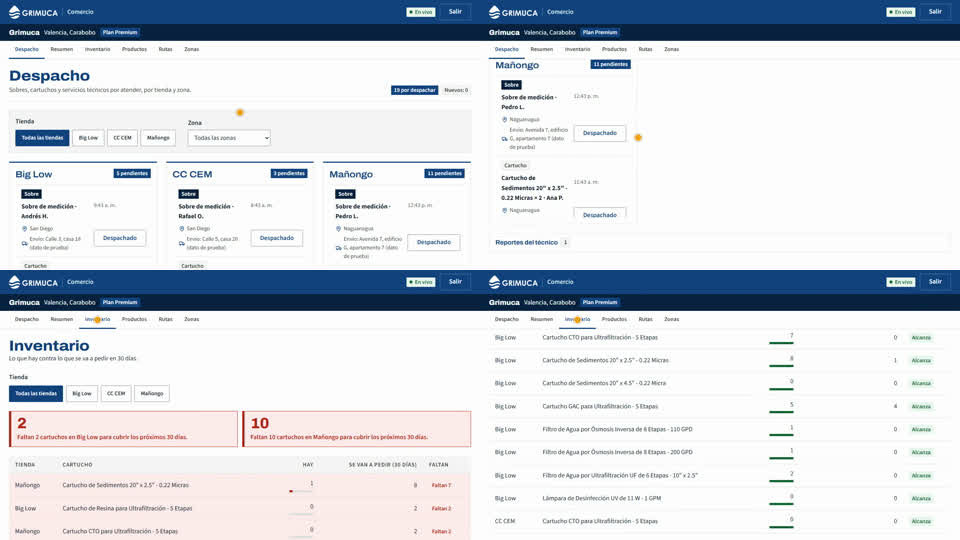 GRIMUCA Comercio En vivo Salir
Grimuca Valencia, Carabobo Plan Premium
Despacho Resumen Inventario Productos Rutas Zonas
Despacho
Sobres, cartuchos y servicios técnicos por atender, por tienda y zona.
19 por despachar Nuevos: 0
Tienda
Todas las tiendas Big Low CC CEM Mañongo
Zona
Todas las zonas
Big Low 5 pendientes
Sobre
Sobre de medición - Andrés H.
9:43 a. m.
San Diego
Envío: Calle 3, casa 14 (dato de prueba)
Despachado
Cartucho
CC CEM 3 pendientes
Sobre
Sobre de medición - Rafael O.
8:43 a. m.
San Diego
Envío: Calle 5, casa 20 (dato de prueba)
Despachado
Cartucho
Mañongo 11 pendientes
Sobre
Sobre de medición - Pedro L.
12:43 p. m.
Naguanagua
Envío: Avenida 7, edificio G, apartamento 7 (dato de prueba)
Despachado
GRIMUCA Comercio En vivo Salir
Grimuca Valencia, Carabobo Plan Premium
Despacho Resumen Inventario Productos Rutas Zonas
Mañongo 11 pendientes
Sobre
Sobre de medición - Pedro L.
12:43 p. m.
Naguanagua
Envío: Avenida 7, edificio G, apartamento 7 (dato de prueba)
Despachado
Cartucho
Cartucho de Sedimentos 20" x 2.5" - 0.22 Micras × 2 · Ana P.
11:43 a. m.
Naguanagua
Despachado
Reportes del técnico 1
GRIMUCA Comercio En vivo Salir
Grimuca Valencia, Carabobo Plan Premium
Despacho Resumen Inventario Productos Rutas Zonas
Inventario
Lo que hay contra lo que se va a pedir en 30 días
Tienda
Todas las tiendas Big Low CC CEM Mañongo
2
Faltan 2 cartuchos en Big Low para cubrir los próximos 30 días.
10
Faltan 10 cartuchos en Mañongo para cubrir los próximos 30 días.
TIENDA CARTUCHO HAY SE VAN A PEDIR (30 DÍAS) FALTAN
Mañongo Cartucho de Sedimentos 20" x 2.5" - 0.22 Micras 1 8 Faltan 7
Big Low Cartucho de Resina para Ultrafiltración - 5 Etapas 0 2 Faltan 2
Mañongo Cartucho CTO para Ultrafiltración - 5 Etapas 0 2 Faltan 2
GRIMUCA Comercio En vivo Salir
Grimuca Valencia, Carabobo Plan Premium
Despacho Resumen Inventario Productos Rutas Zonas
Big Low Cartucho CTO para Ultrafiltración - 5 Etapas 7 0 Alcanza
Big Low Cartucho de Sedimentos 20" x 2.5" - 0.22 Micras 8 1 Alcanza
Big Low Cartucho de Sedimentos 20" x 4.5" - 0.22 Micra 0 0 Alcanza
Big Low Cartucho GAC para Ultrafiltración - 5 Etapas 5 4 Alcanza
Big Low Filtro de Agua por Ósmosis Inversa de 6 Etapas - 110 GPD 1 0 Alcanza
Big Low Filtro de Agua por Ósmosis Inversa de 8 Etapas - 200 GPD 1 0 Alcanza
Big Low Filtro de Agua por Ultrafiltración UF de 6 Etapas - 10" x 2.5" 2 0 Alcanza
Big Low Lámpara de Desinfección UV de 11 W - 1 GPM 0 0 Alcanza
CC CEM Cartucho CTO para Ultrafiltración - 5 Etapas 0 0 Alcanza